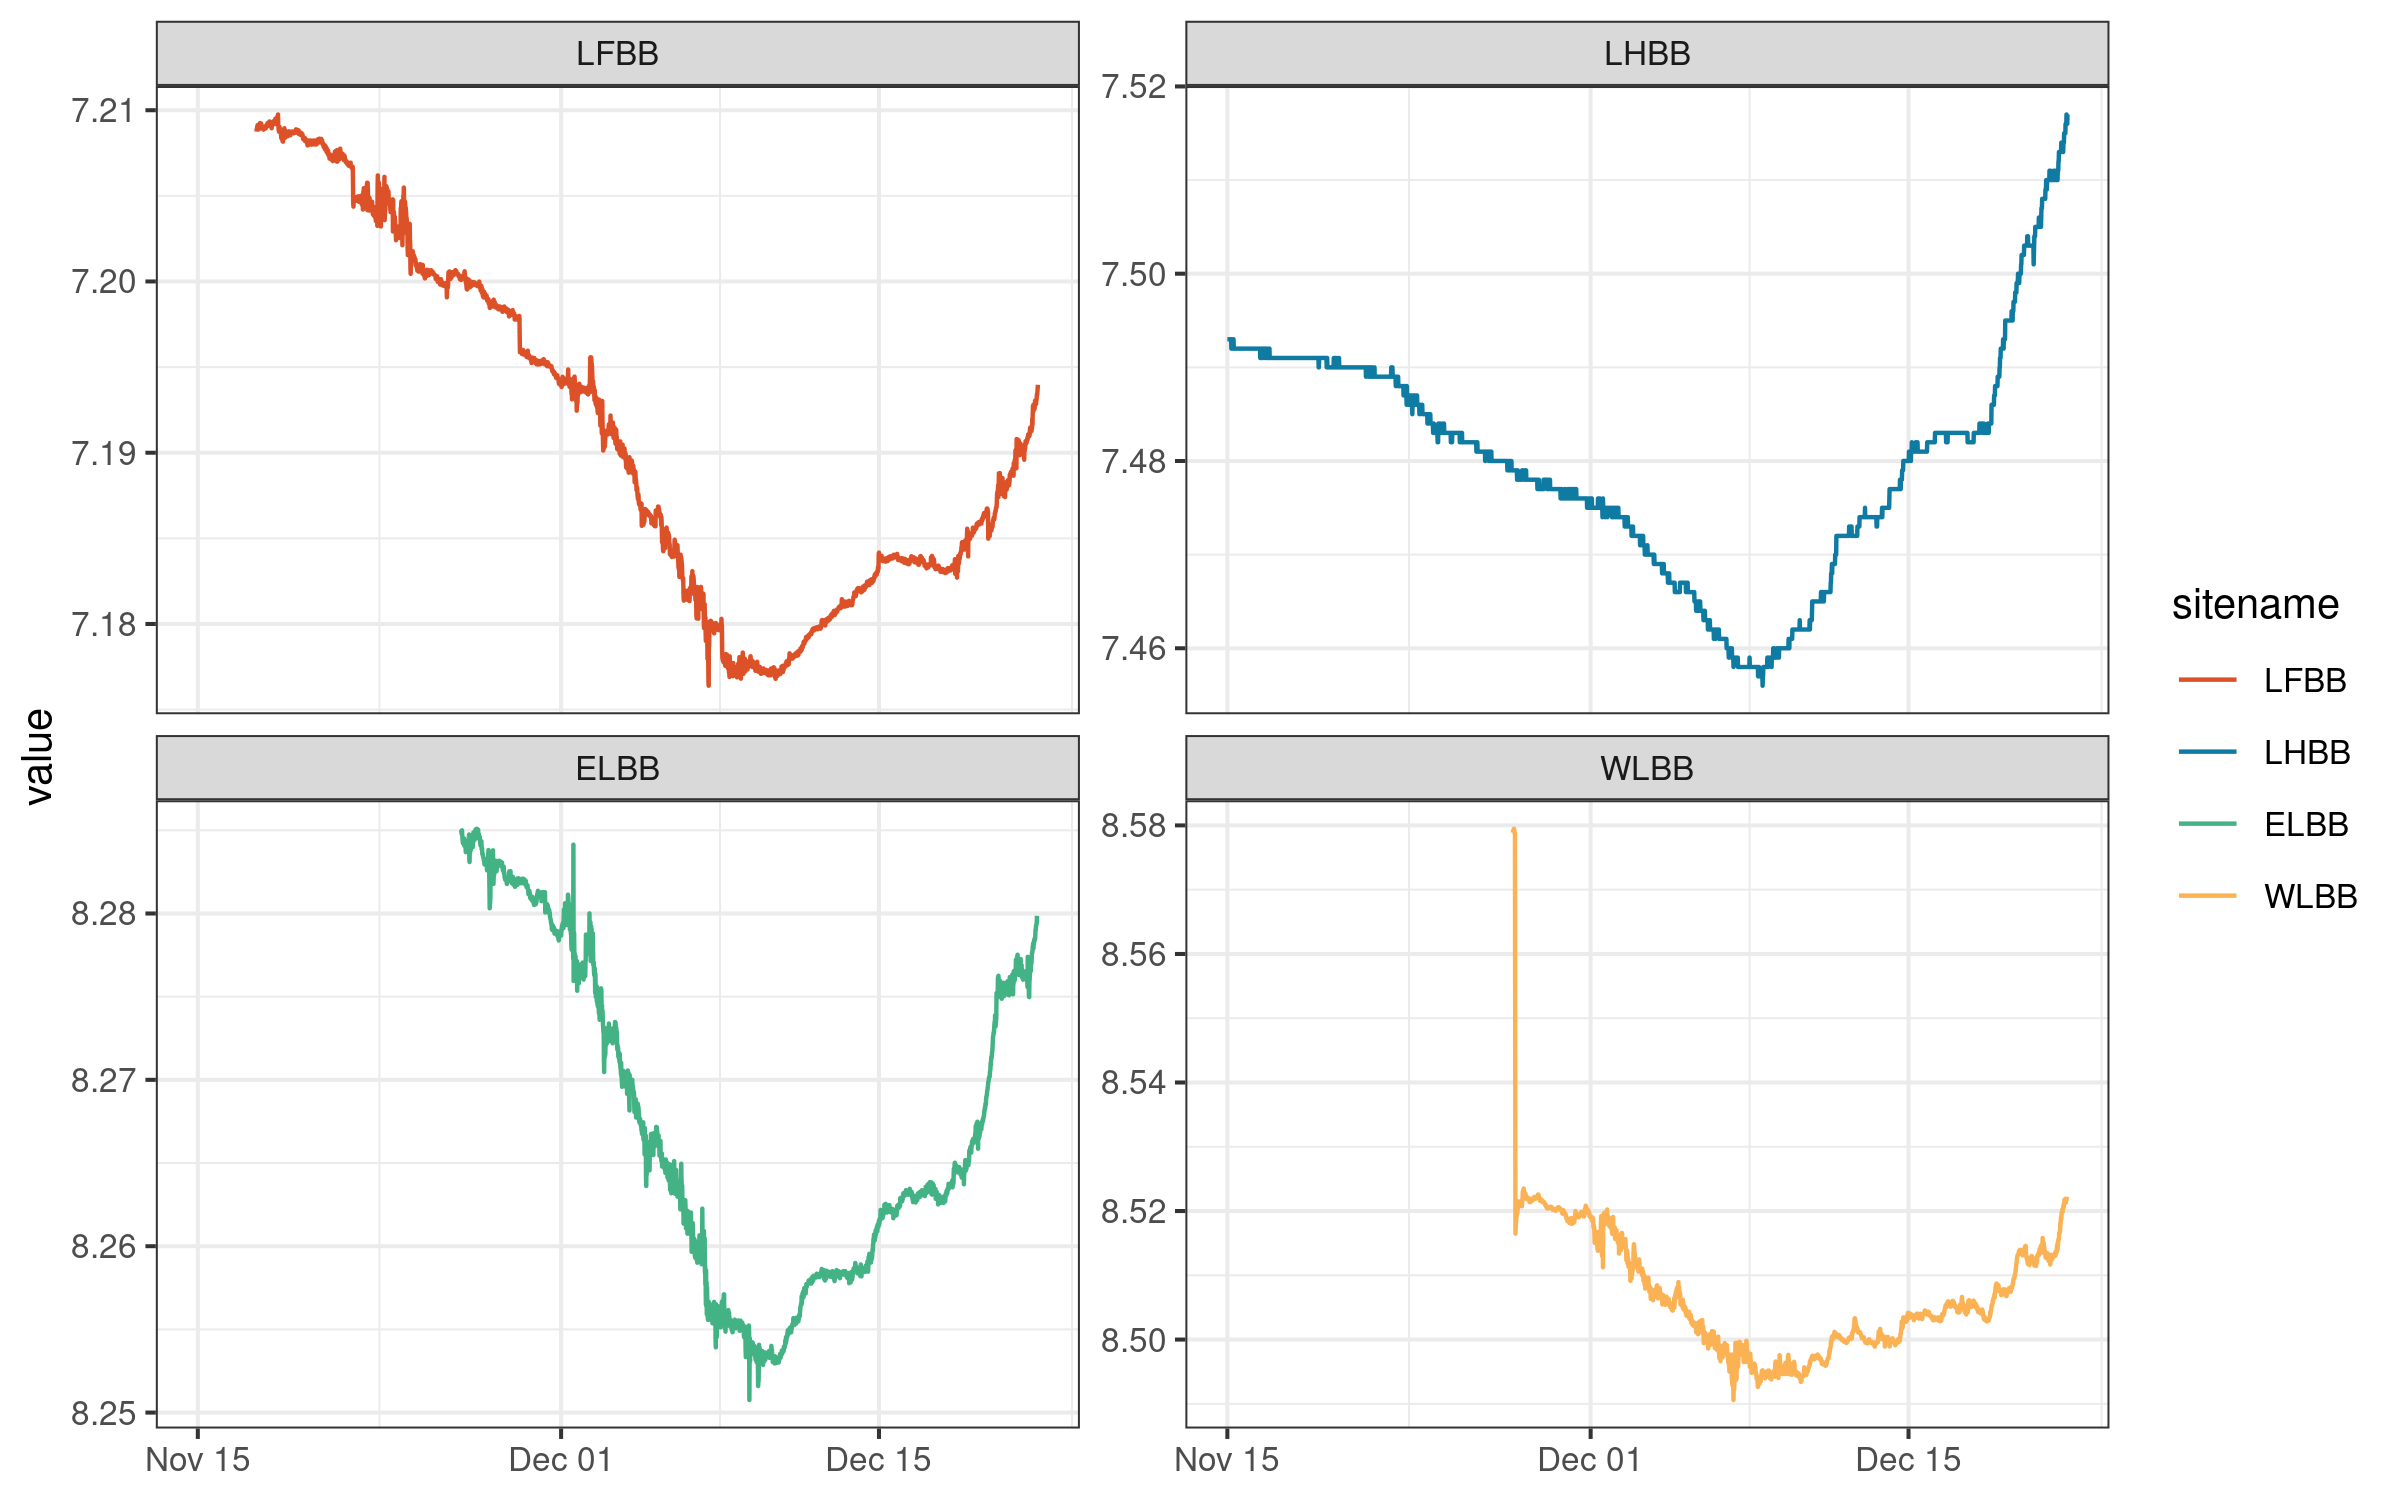 LFBB
LHBB
7.21
7.20
7.19
7.18
7.52
7.50
7.48
7.46
value
ELBB
WLBB
8.28
8.27
8.26
8.25
8.58
8.56
8.54
8.52
8.50
Nov 15
Dec 01
Dec 15
Nov 15
Dec 01
Dec 15
sitename
LFBB
LHBB
ELBB
WLBB